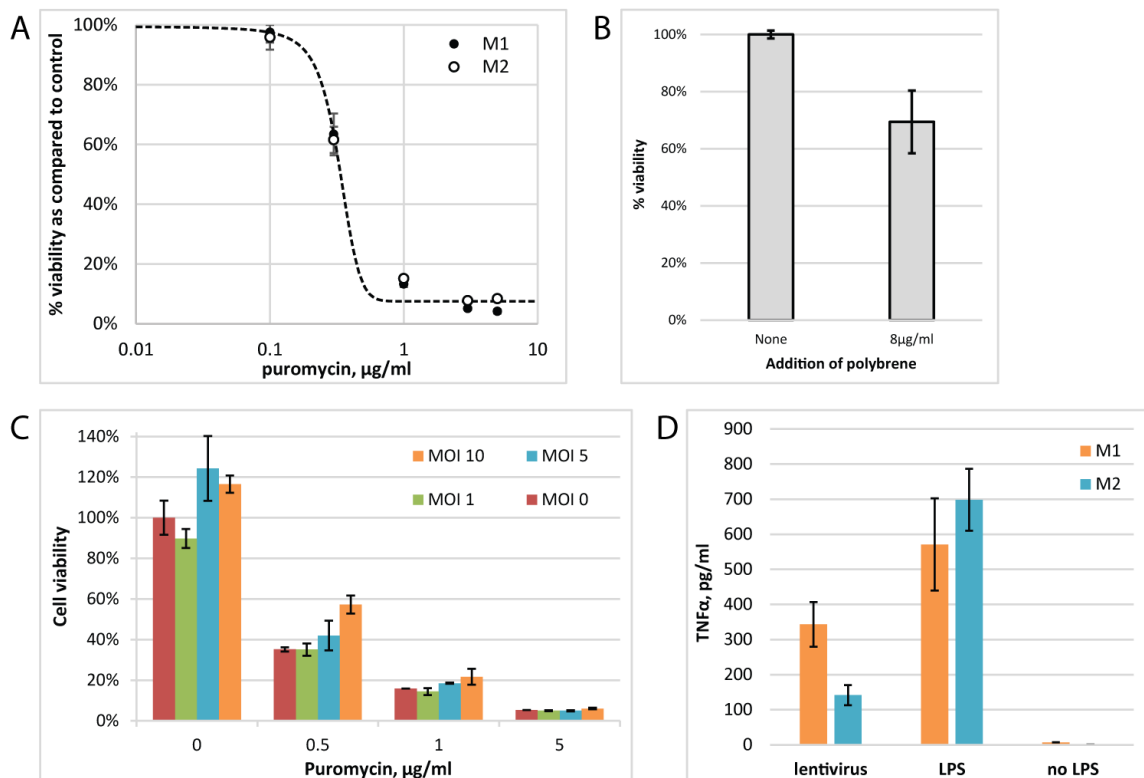 A
100%
80%
60%
40%
20%
0%
0.01
0.1
1
10
% viability as compared to control
puromycin, µg/ml
M1
M2
B
100%
80%
60%
40%
20%
0%
% viability
None
8µg/ml
Addition of polybrene
C
140%
120%
100%
80%
60%
40%
20%
0%
Cell viability
MOI 10
MOI 5
MOI 1
MOI 0
0
0.5
1
5
Puromycin, µg/ml
D
900
800
700
600
500
400
300
200
100
0
TNFα, pg/ml
M1
M2
lentivirus
LPS
no LPS